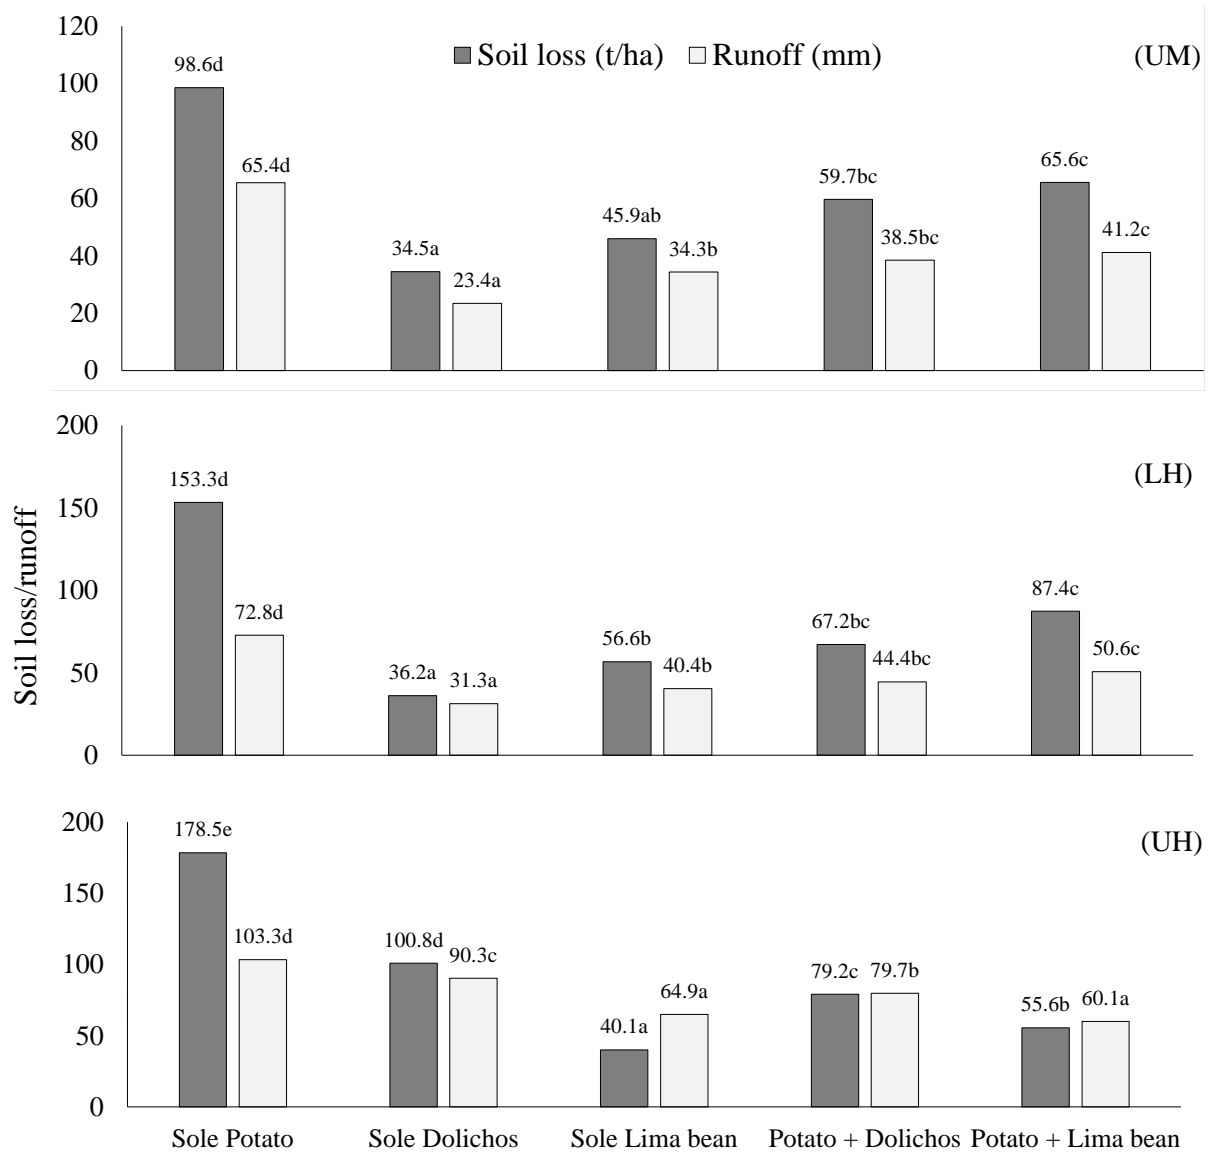 120
Soil loss (t/ha) Runoff (mm) (UM)
98.6d
100
80
65.4d
65.6c
59.7bc
60
45.9ab
41.2c
38.5bc
40
34.5a
34.3b
23.4a
20
0
200
(LH)
153.3d
150
Soil loss/runoff
100
87.4c
72.8d
67.2bc
56.6b
50.6c
50
36.2a 31.3a
40.4b
44.4bc
0
200
178.5e
(UH)
150
103.3d
100.8d
90.3c
100
79.2c 79.7b
64.9a
55.6b 60.1a
50
40.1a
0
Sole Potato Sole Dolichos Sole Lima bean Potato + Dolichos Potato + Lima bean